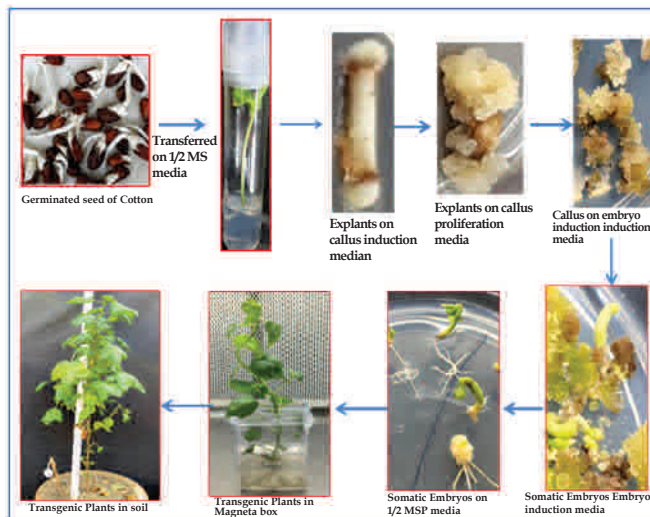 Germinated seed of Cotton
Transferred
on 1/2 MS
media
Explants on
callus induction
median
Explants on callus
proliferation
media
Callus on embryo
induction induction
media
Somatic Embryos Embryo
induction media
Somatic Embryos on
1/2 MSP media
Transgenic Plants in
Magneta box
Transgenic Plants in soil